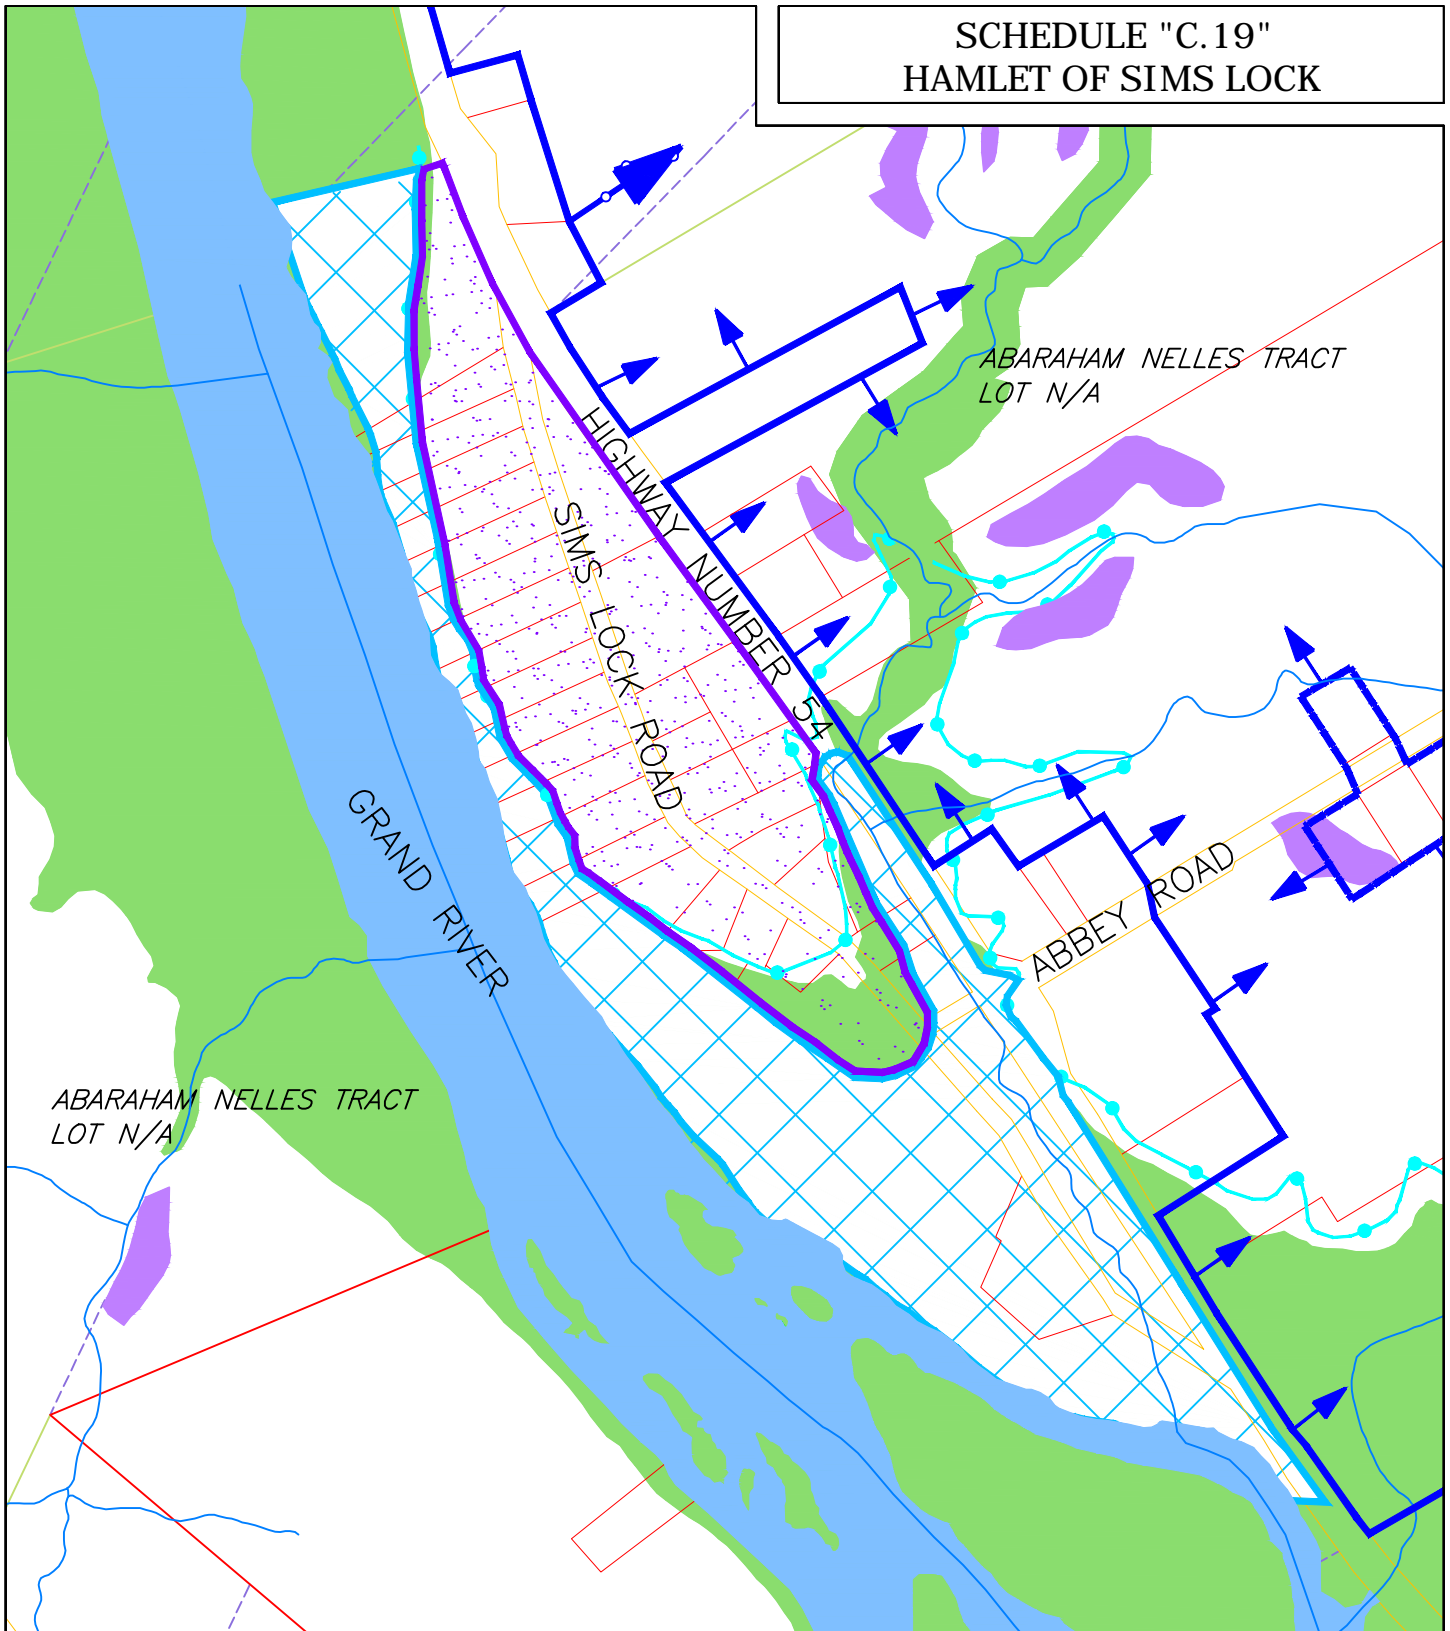 SCHEDULE "C.19"
HAMLET OF SIMS LOCK
ABARAHAM NELLES TRACT
LOT N/A
HIGHWAY NUMBER 54
SIMS LOCK ROAD
GRAND RIVER
ABBEY ROAD
ABARAHAM NELLES TRACT
LOT N/A